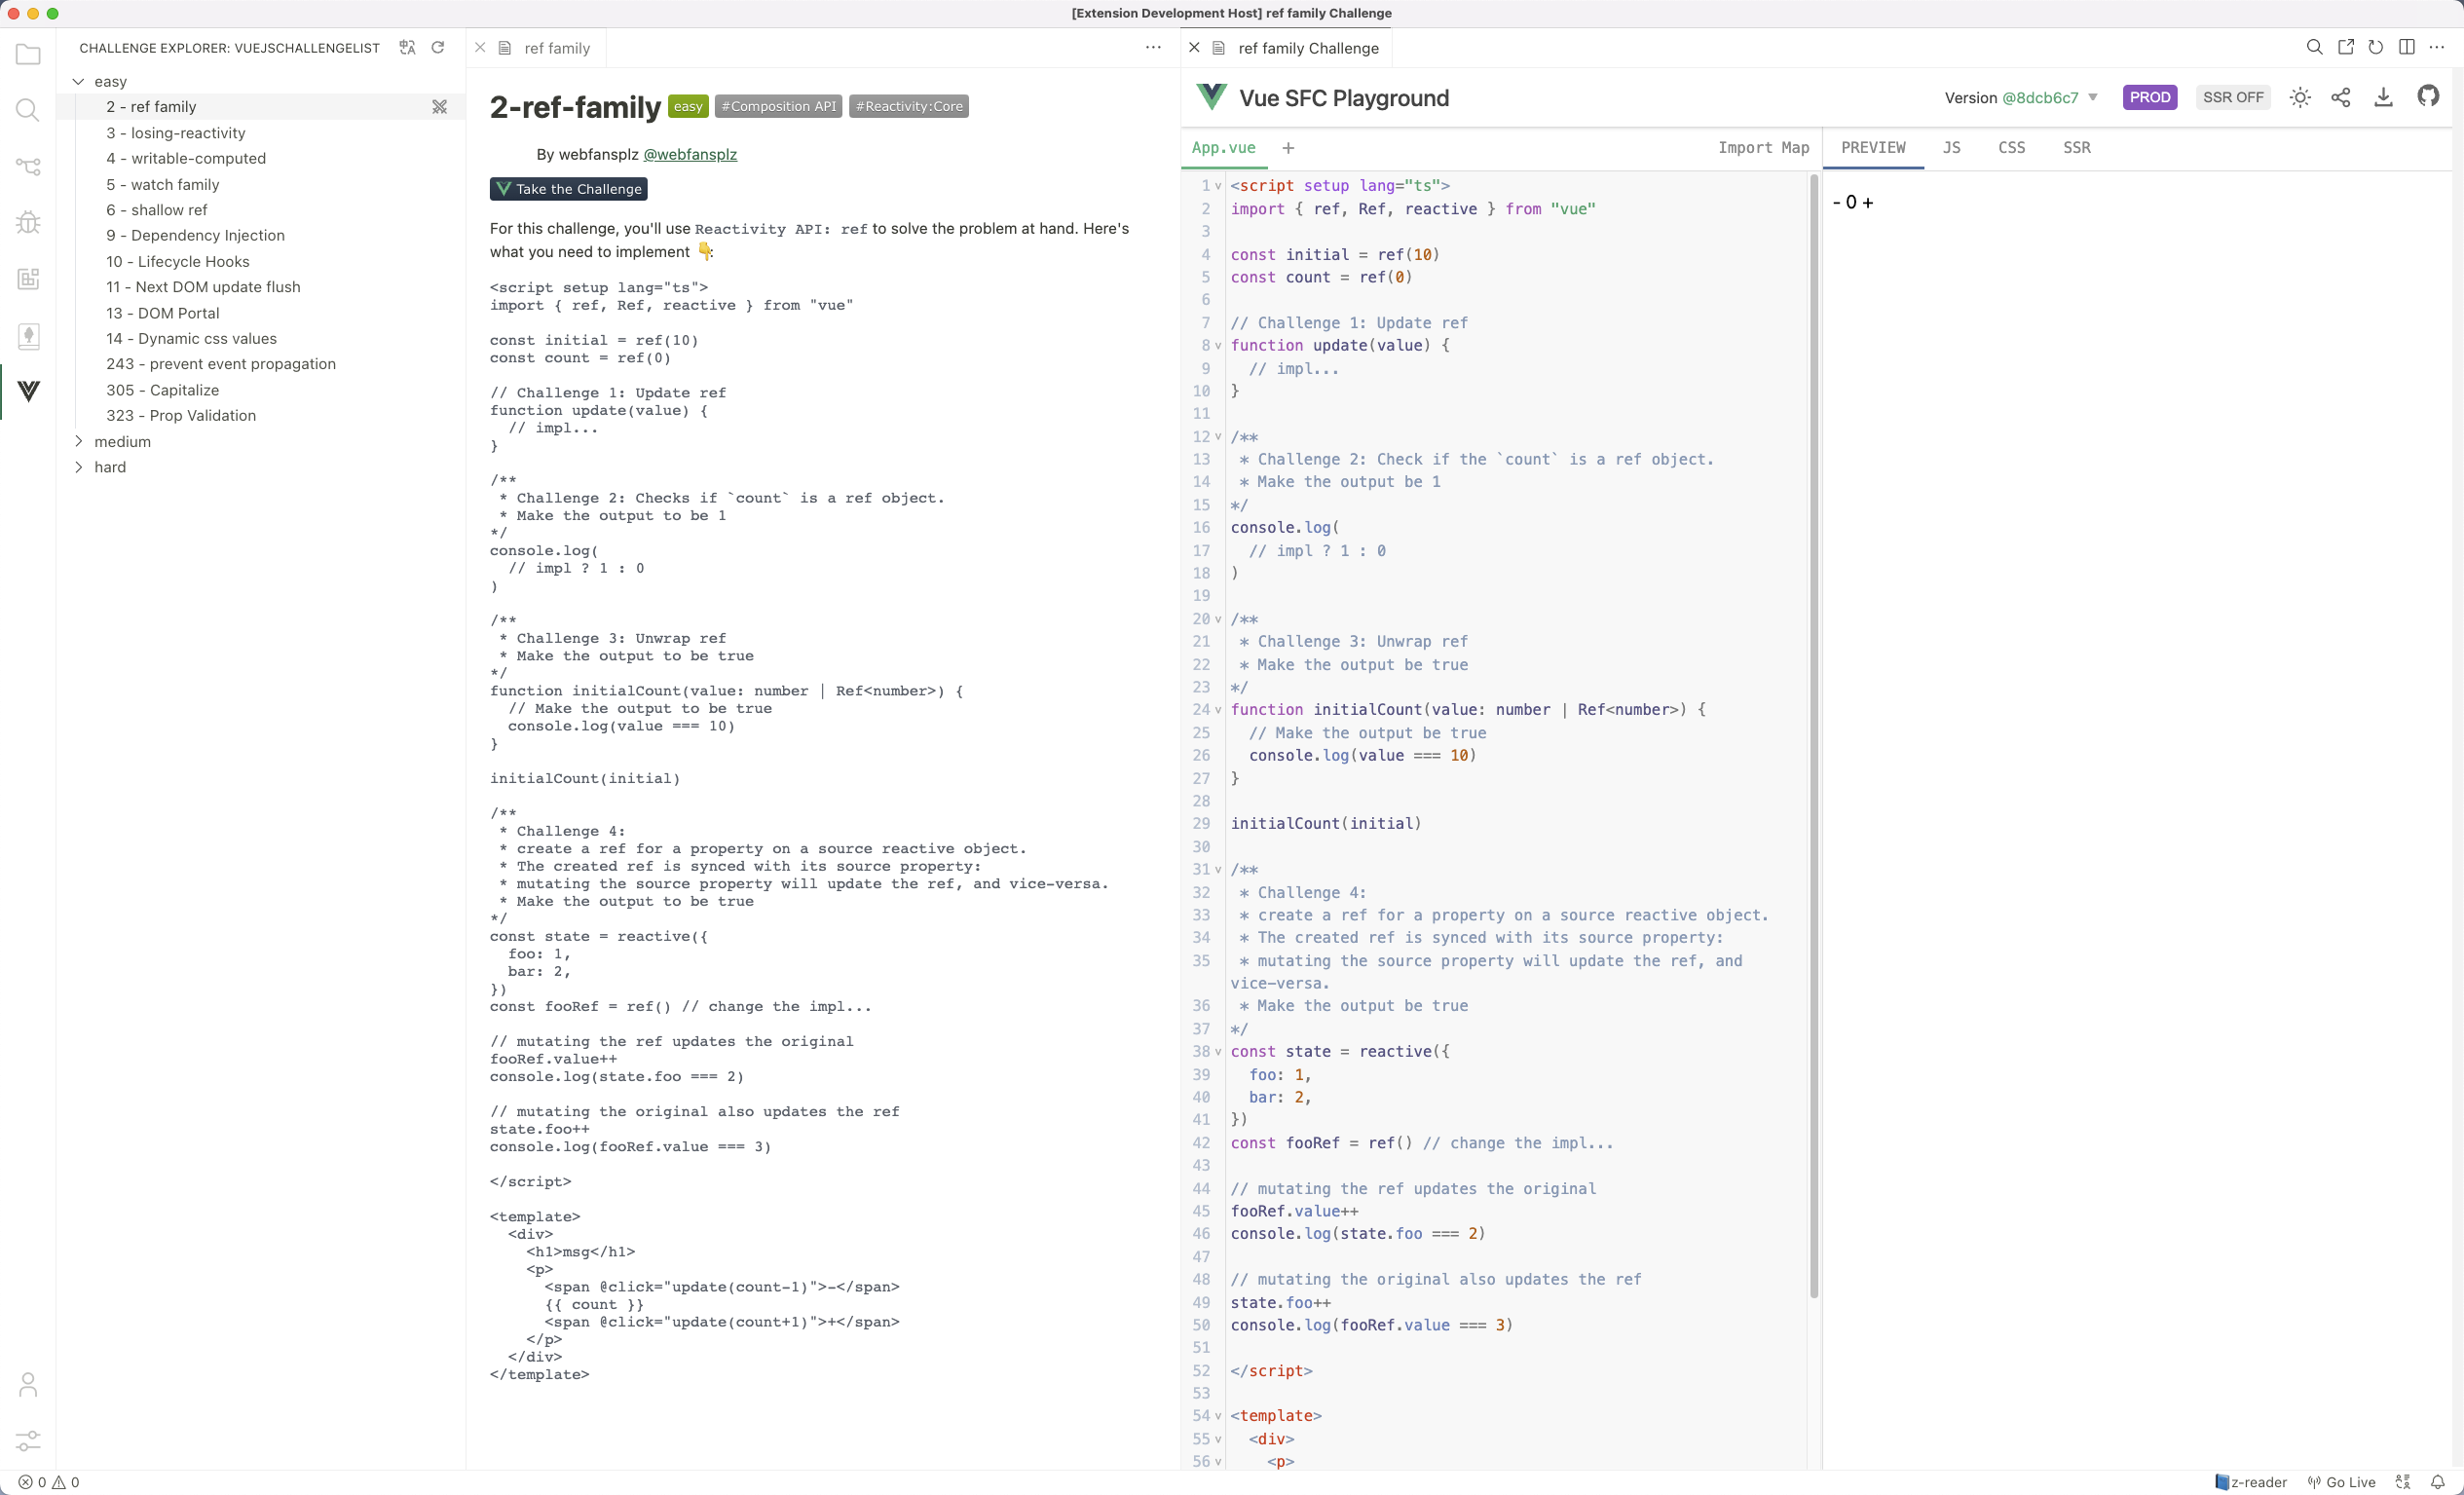 [Extension Development Host] ref family Challenge
CHALLENGE EXPLORER: VUEJSCHALLENGELIST
easy
2 - ref family
3 - losing-reactivity
4 - writable-computed
5 - watch family
6 - shallow ref
9 - Dependency Injection
10 - Lifecycle Hooks
11 - Next DOM update flush
13 - DOM Portal
14 - Dynamic css values
243 - prevent event propagation
305 - Capitalize
323 - Prop Validation
medium
hard
ref family
2-ref-family easy #Composition API #Reactivity:Core
By webfansplz @webfansplz
Take the Challenge
For this challenge, you'll use Reactivity API: ref to solve the problem at hand. Here's
what you need to implement 👇:
<script setup lang="ts">
import { ref, Ref, reactive } from "vue"
const initial = ref(10)
const count = ref(0)
// Challenge 1: Update ref
function update(value) {
  // impl...
}
/**
 * Challenge 2: Checks if `count` is a ref object.
 * Make the output to be 1
*/
console.log(
  // impl ? 1 : 0
)
/**
 * Challenge 3: Unwrap ref
 * Make the output to be true
*/
function initialCount(value: number | Ref<number>) {
  // Make the output to be true
  console.log(value === 10)
}
initialCount(initial)
/**
 * Challenge 4:
 * create a ref for a property on a source reactive object.
 * The created ref is synced with its source property:
 * mutating the source property will update the ref, and vice-versa.
 * Make the output to be true
*/
const state = reactive({
  foo: 1,
  bar: 2,
})
const fooRef = ref() // change the impl...
// mutating the ref updates the original
fooRef.value++
console.log(state.foo === 2)
// mutating the original also updates the ref
state.foo++
console.log(fooRef.value === 3)
</script>
<template>
  <div>
    <h1>msg</h1>
    <p>
      <span @click="update(count-1)">-</span>
      {{ count }}
      <span @click="update(count+1)">+</span>
    </p>
  </div>
</template>
ref family Challenge
Vue SFC Playground
Version @8dcb6c7 PROD SSR OFF
App.vue + Import Map
1 <script setup lang="ts">
2 import { ref, Ref, reactive } from "vue"
3
4 const initial = ref(10)
5 const count = ref(0)
6
7 // Challenge 1: Update ref
8 function update(value) {
9   // impl...
10 }
11
12 /**
13  * Challenge 2: Check if the `count` is a ref object.
14  * Make the output be 1
15 */
16 console.log(
17   // impl ? 1 : 0
18 )
19
20 /**
21  * Challenge 3: Unwrap ref
22  * Make the output be true
23 */
24 function initialCount(value: number | Ref<number>) {
25   // Make the output be true
26   console.log(value === 10)
27 }
28
29 initialCount(initial)
30
31 /**
32  * Challenge 4:
33  * create a ref for a property on a source reactive object.
34  * The created ref is synced with its source property:
35  * mutating the source property will update the ref, and
vice-versa.
36  * Make the output be true
37 */
38 const state = reactive({
39   foo: 1,
40   bar: 2,
41 })
42 const fooRef = ref() // change the impl...
43
44 // mutating the ref updates the original
45 fooRef.value++
46 console.log(state.foo === 2)
47
48 // mutating the original also updates the ref
49 state.foo++
50 console.log(fooRef.value === 3)
51
52 </script>
53
54 <template>
55   <div>
56     <p>
PREVIEW JS CSS SSR
- 0 +
0 0
z-reader Go Live